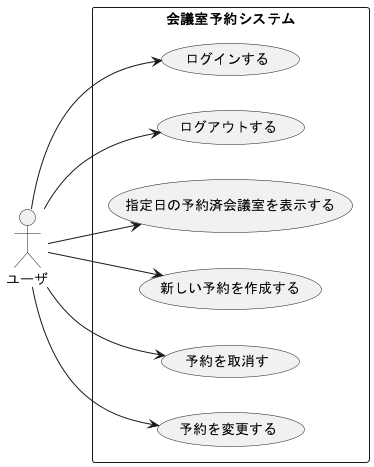 会議室予約システム
ログインする
ログアウトする
指定日の予約済会議室を表示する
ユーザ
新しい予約を作成する
予約を取消す
予約を変更する